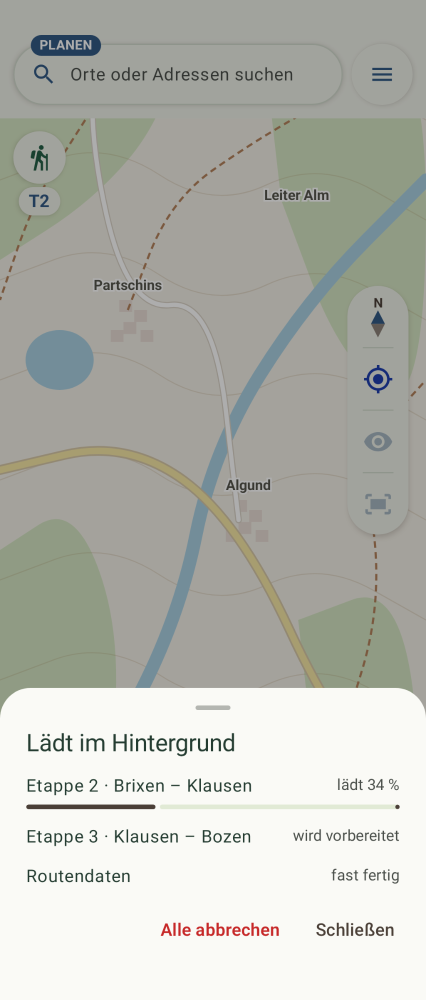 PLANEN
Orte oder Adressen suchen
T2
Leiter Alm
Partschins
N
Algund
Lädt im Hintergrund
Etappe 2 · Brixen – Klausen
lädt 34 %
Etappe 3 · Klausen – Bozen
wird vorbereitet
Routendaten
fast fertig
Alle abbrechen
Schließen